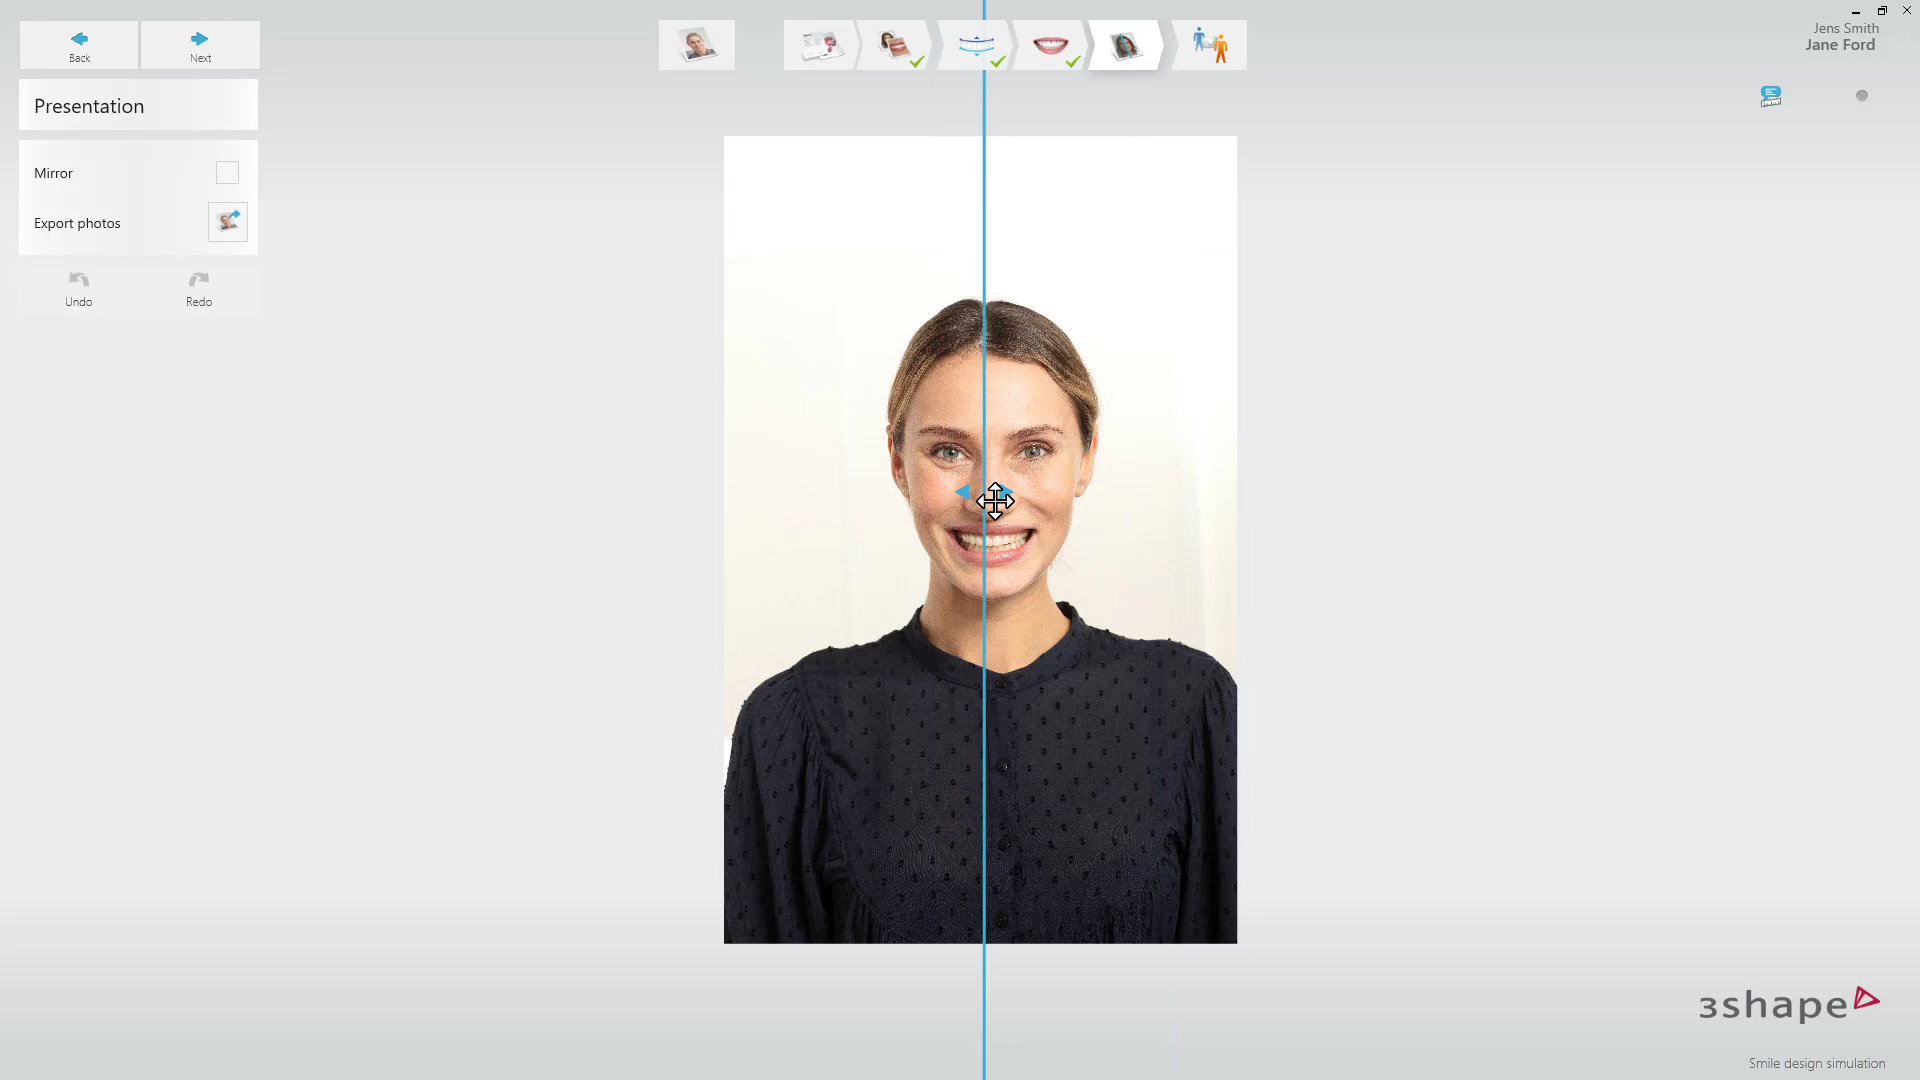 Back
Next
Jens Smith
Jane Ford
Presentation
Mirror
Export photos
Undo
Redo
3shape
Smile design simulation